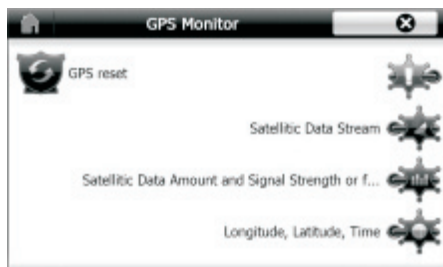 GPS Monitor
GPS reset
Satellitic Data Stream
Satellitic Data Amount and Signal Strength or f...
Longitude, Latitude, Time